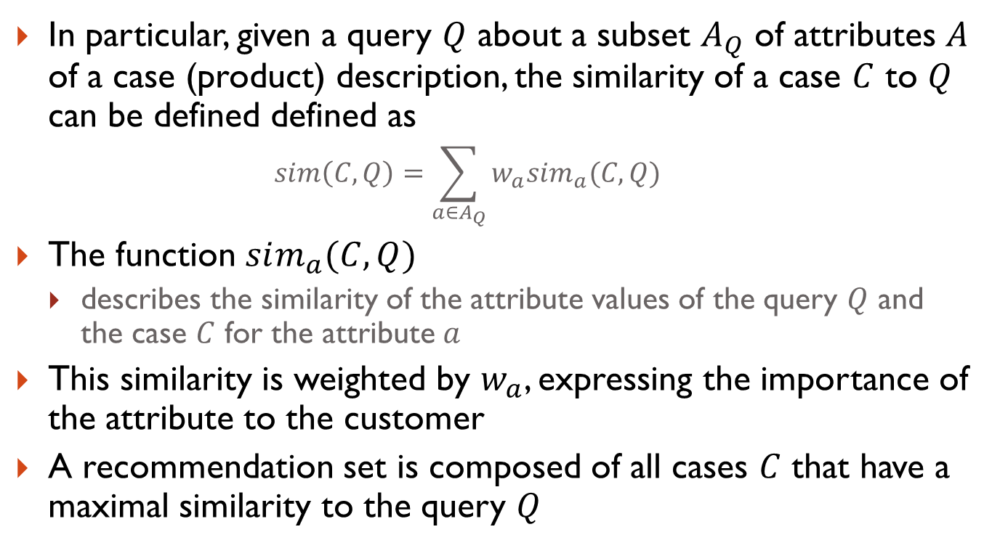 In particular, given a query Q about a subset A_Q of attributes A
of a case (product) description, the similarity of a case C to Q
can be defined defined as
sim(C, Q) = ∑_{a∈A_Q} w_a sim_a(C, Q)
The function sim_a(C, Q)
describes the similarity of the attribute values of the query Q and
the case C for the attribute a
This similarity is weighted by w_a, expressing the importance of
the attribute to the customer
A recommendation set is composed of all cases C that have a
maximal similarity to the query Q